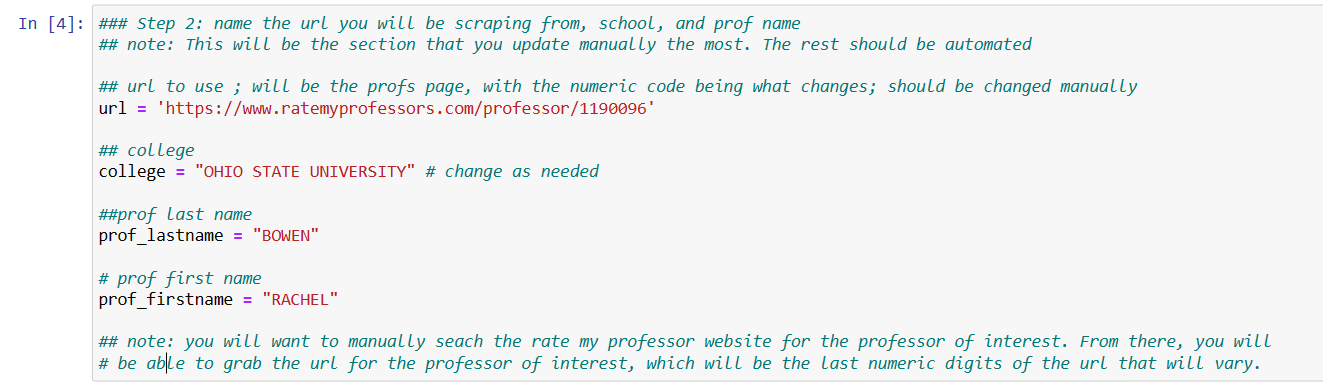 In [4]: ### Step 2: name the url you will be scraping from, school, and prof name
## note: This will be the section that you update manually the most. The rest should be automated
## url to use ; will be the profs page, with the numeric code being what changes; should be changed manually
url = 'https://www.ratemyprofessors.com/professor/1190096'
## college
college = "OHIO STATE UNIVERSITY" # change as needed
##prof last name
prof_lastname = "BOWEN"
# prof first name
prof_firstname = "RACHEL"
## note: you will want to manually seach the rate my professor website for the professor of interest. From there, you will
# be able to grab the url for the professor of interest, which will be the last numeric digits of the url that will vary.